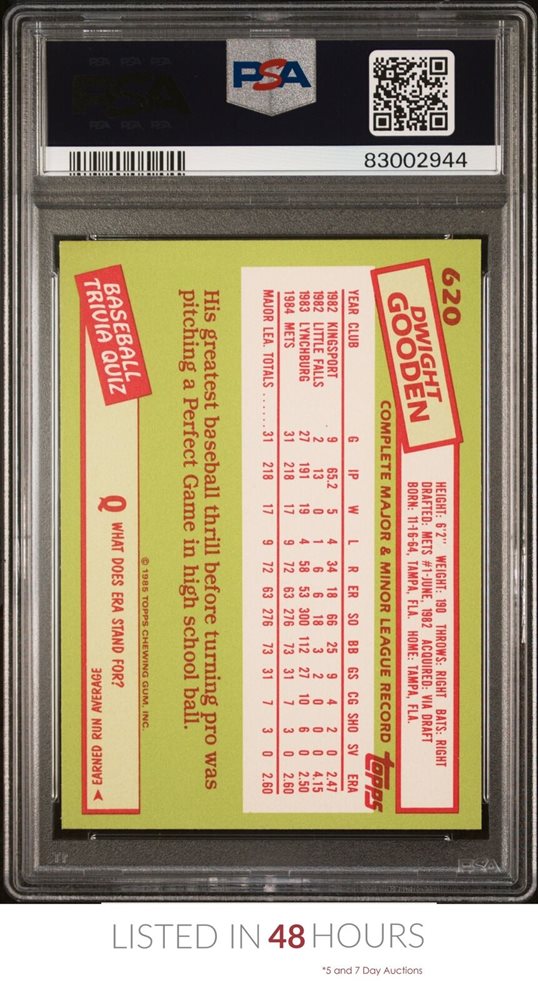 PSA
83002944
620
DWIGHT
GOODEN
HEIGHT: 6'2" WEIGHT: 190 THROWS: RIGHT BATS: RIGHT
DRAFTED: METS #1-JUNE, 1982 ACQUIRED: VIA DRAFT
BORN: 11-16-64, TAMPA, FLA. HOME: TAMPA, FLA.
COMPLETE MAJOR & MINOR LEAGUE RECORD
topps
YEAR CLUB G IP W L R ER SO BB GS CG SHO SV ERA
1982 KINGSPORT 9 65.2 5 4 34 18 66 25 9 4 2 0 2.47
1982 LITTLE FALLS 2 13 0 1 6 6 18 3 2 0 0 0 4.15
1983 LYNCHBURG 27 191 19 4 58 53 300 112 27 10 6 0 2.50
1984 METS 31 218 17 9 72 63 276 73 31 7 3 0 2.60
MAJOR LEA. TOTALS ...... 31 218 17 9 72 63 276 73 31 7 3 0 2.60
His greatest baseball thrill before turning pro was
pitching a Perfect Game in high school ball.
© 1985 TOPPS CHEWING GUM, INC.
BASEBALL
TRIVIA QUIZ
Q WHAT DOES ERA STAND FOR?
EARNED RUN AVERAGE
PSA
LISTED IN 48 HOURS
*5 and 7 Day Auctions